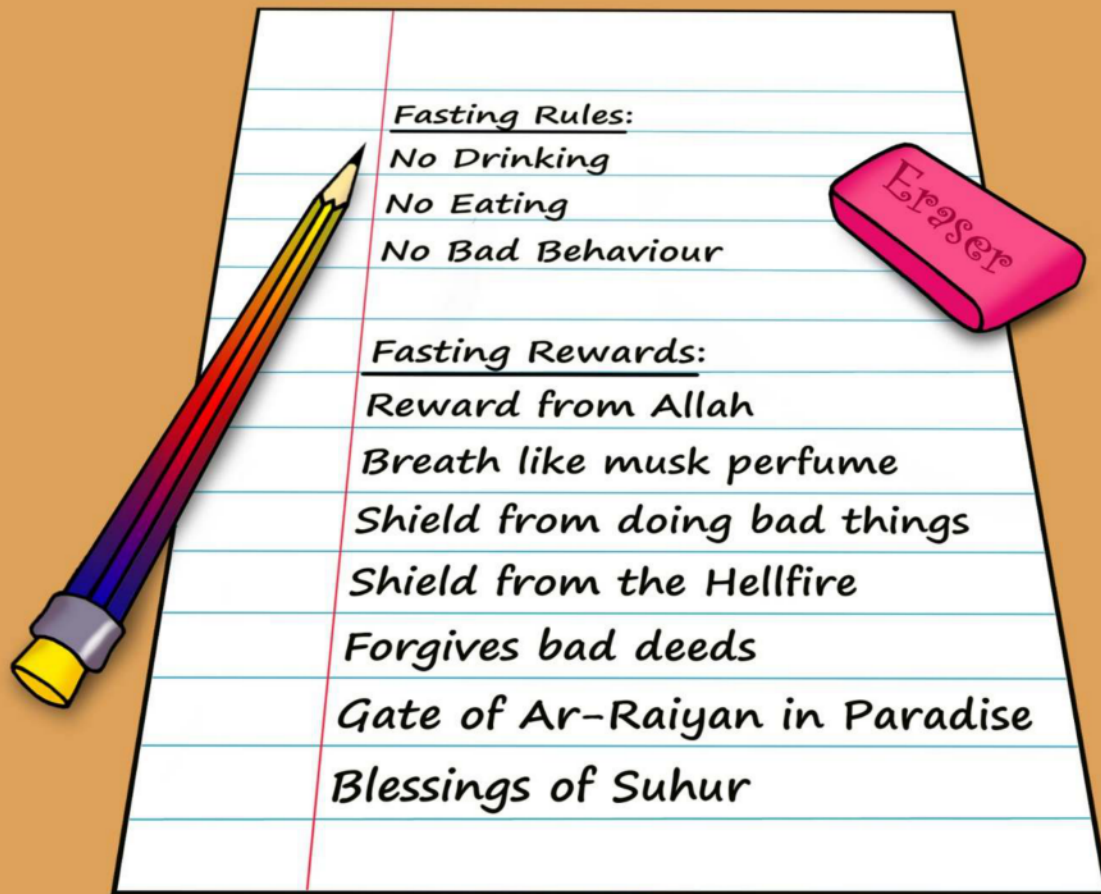 Fasting Rules:
No Drinking
No Eating
No Bad Behaviour
Eraser
Fasting Rewards:
Reward from Allah
Breath like musk perfume
Shield from doing bad things
Shield from the Hellfire
Forgives bad deeds
Gate of Ar-Raiyan in Paradise
Blessings of Suhur